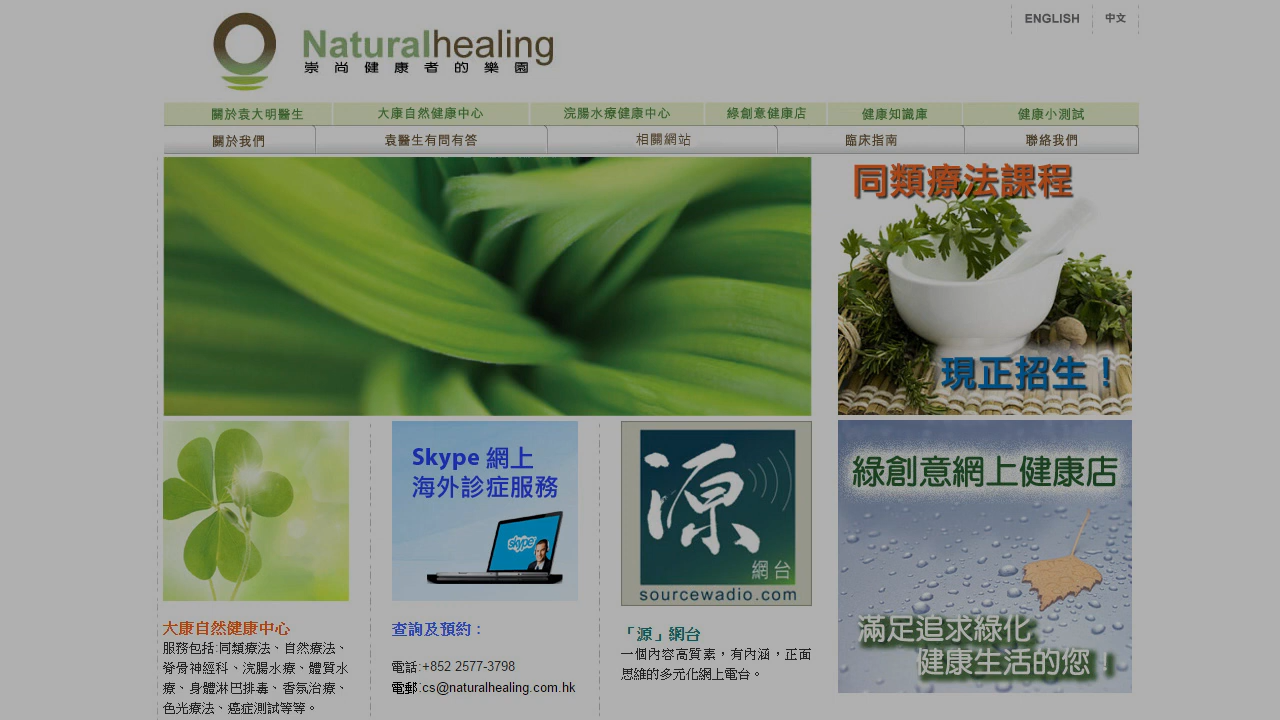 ENGLISH 中文
Naturalhealing
崇尚健康者的樂園
關於袁大明醫生 大康自然健康中心 浣腸水療健康中心 綠創意健康店 健康知識庫 健康小測試
關於我們 袁醫生有問有答 相關網站 臨床指南 聯絡我們
同類療法課程
現正招生！
Skype 網上
海外診症服務
skype
源
網台
sourcewadio.com
綠創意網上健康店
滿足追求綠化
健康生活的您！
大康自然健康中心
服務包括:同類療法、自然療法、
脊骨神經科、浣腸水療、礦昌水
療、身體淋巴排毒、香氛治療、
色光療法、癌症測試等等。
查詢及預約：
電話:+852 2577-3798
電郵:cs@naturalhealing.com.hk
「源」網台
一個內容高質素，有內涵，正面
思維的多元化網上電台。